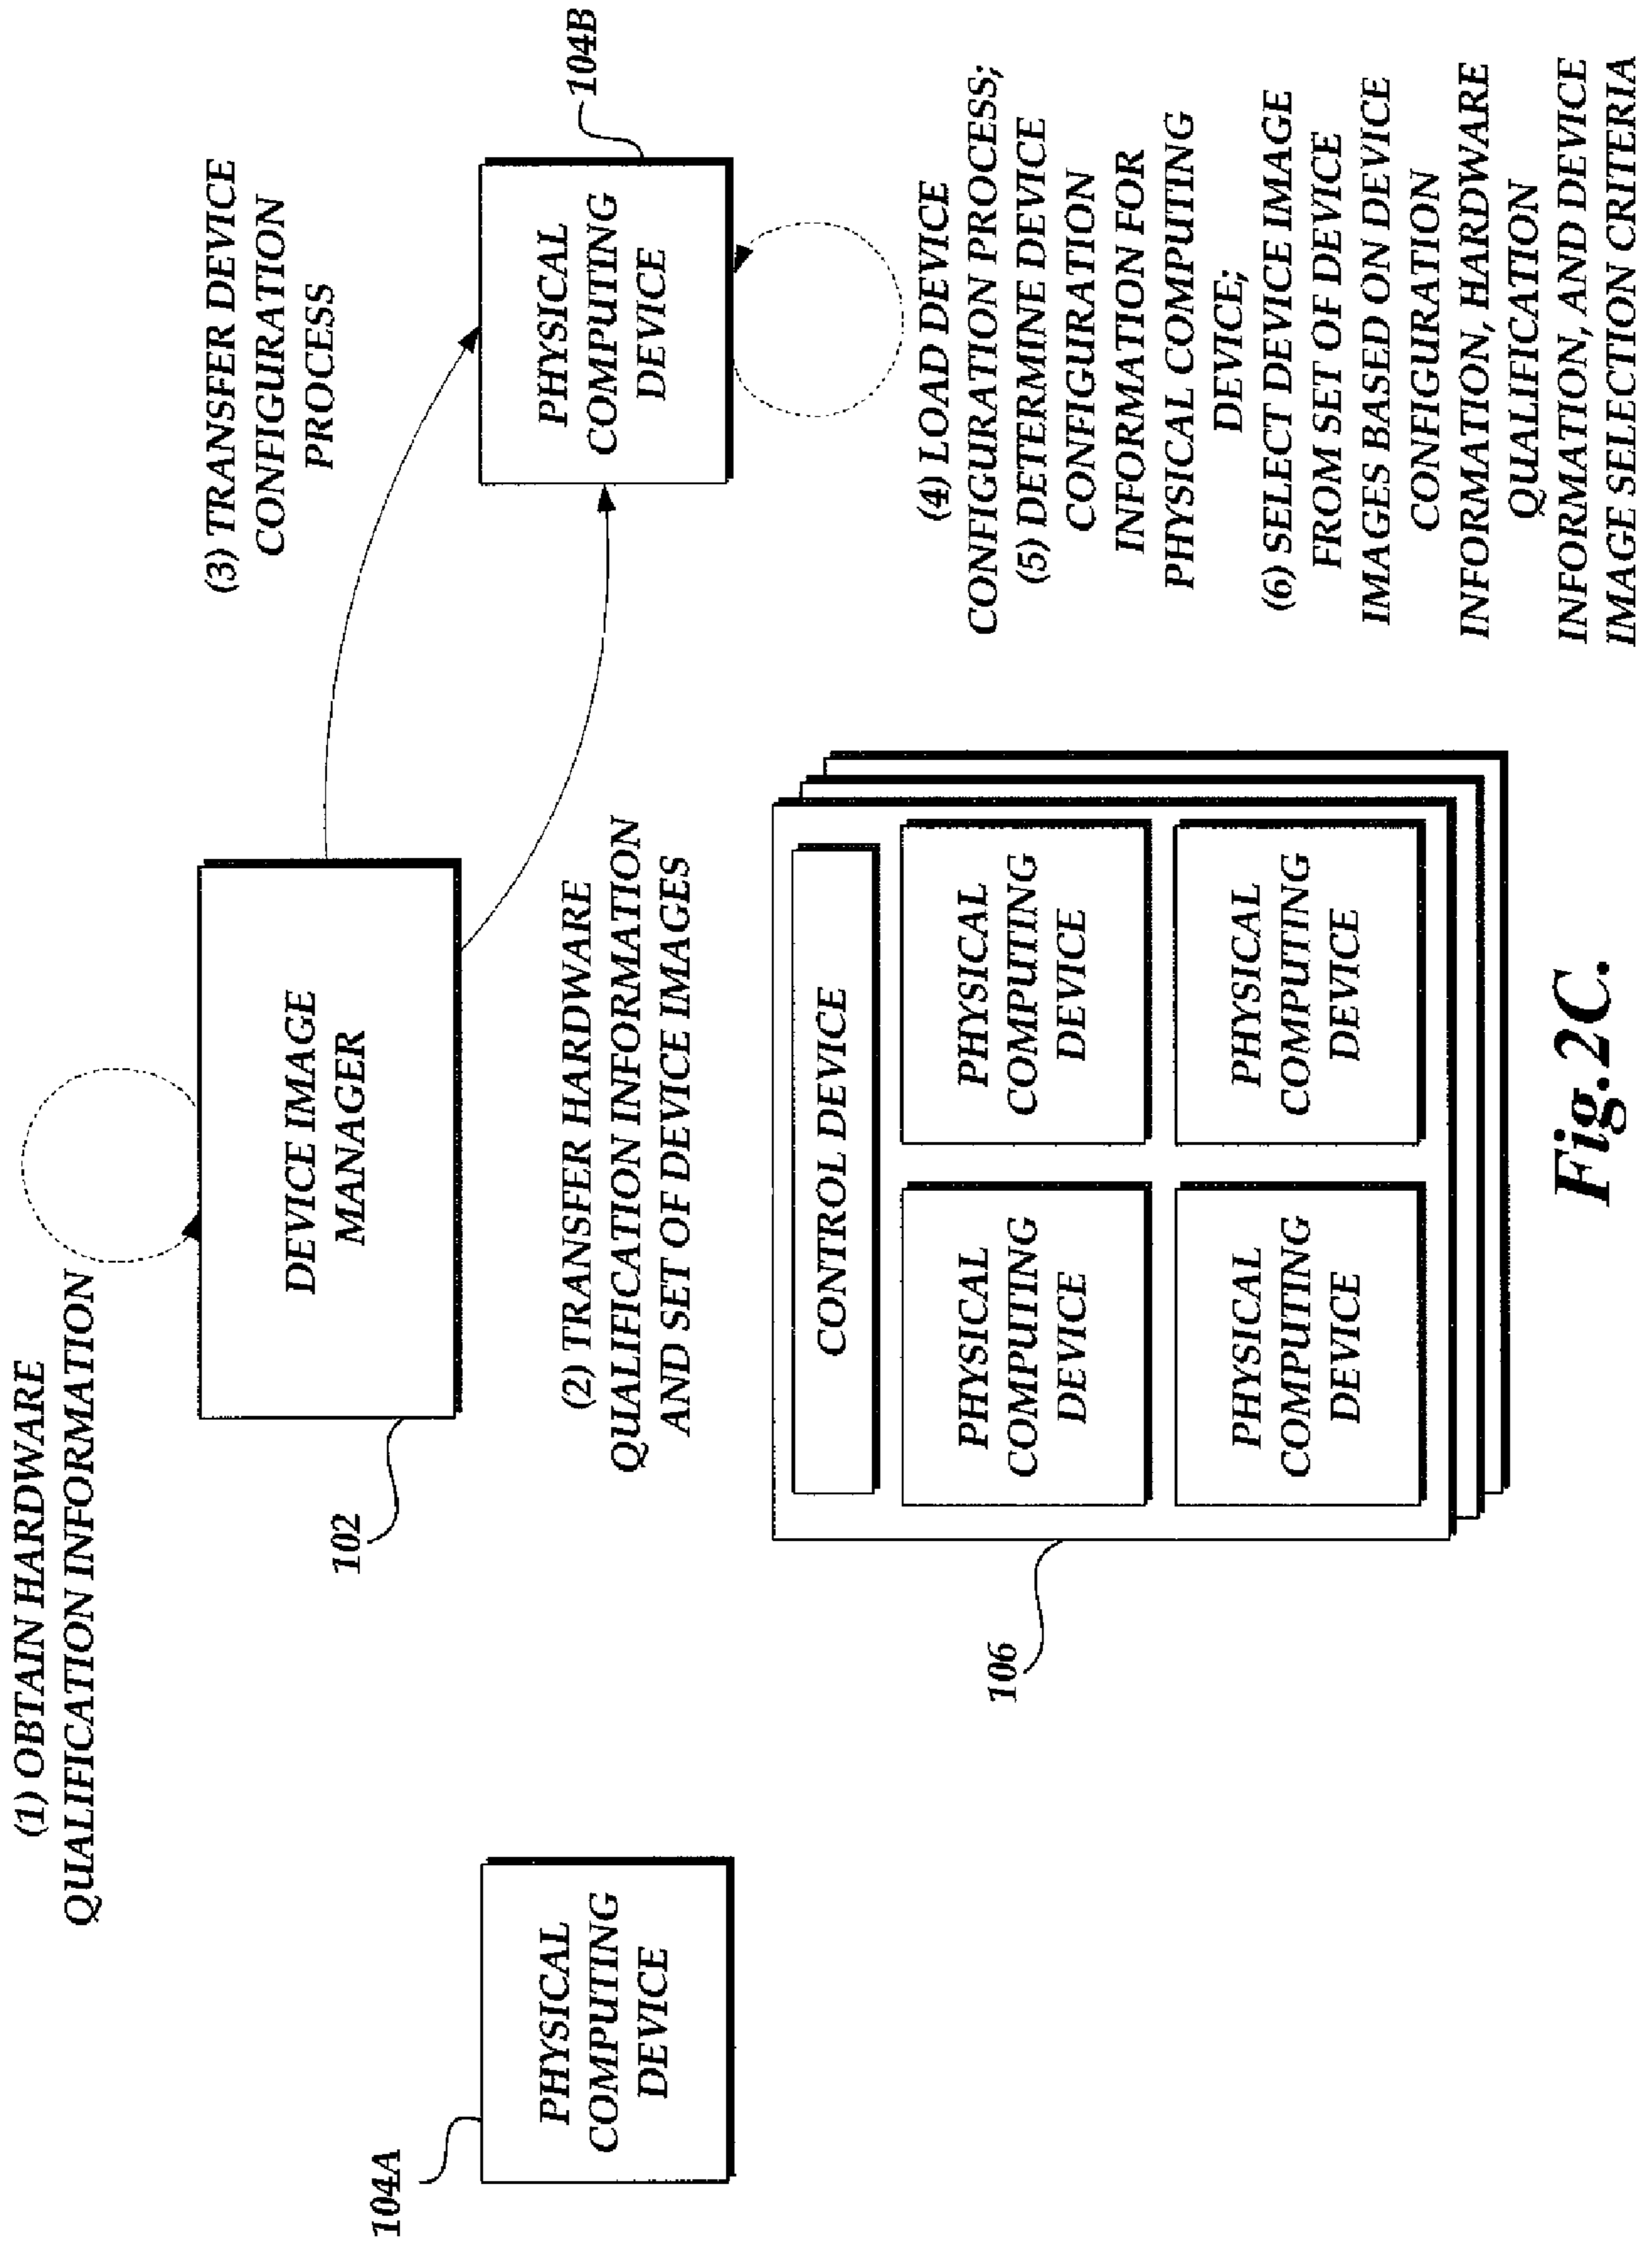 (1) OBTAIN HARDWARE
QUALIFICATION INFORMATION
DEVICE IMAGE
MANAGER
102
(3) TRANSFER DEVICE
CONFIGURATION
PROCESS
104A
PHYSICAL
COMPUTING
DEVICE
104B
PHYSICAL
COMPUTING
DEVICE
(2) TRANSFER HARDWARE
QUALIFICATION INFORMATION
AND SET OF DEVICE IMAGES
106
CONTROL DEVICE
PHYSICAL
COMPUTING
DEVICE
PHYSICAL
COMPUTING
DEVICE
PHYSICAL
COMPUTING
DEVICE
PHYSICAL
COMPUTING
DEVICE
(4) LOAD DEVICE
CONFIGURATION PROCESS;
(5) DETERMINE DEVICE
CONFIGURATION
INFORMATION FOR
PHYSICAL COMPUTING
DEVICE;
(6) SELECT DEVICE IMAGE
FROM SET OF DEVICE
IMAGES BASED ON DEVICE
CONFIGURATION
INFORMATION, HARDWARE
QUALIFICATION
INFORMATION, AND DEVICE
IMAGE SELECTION CRITERIA
Fig.2C.